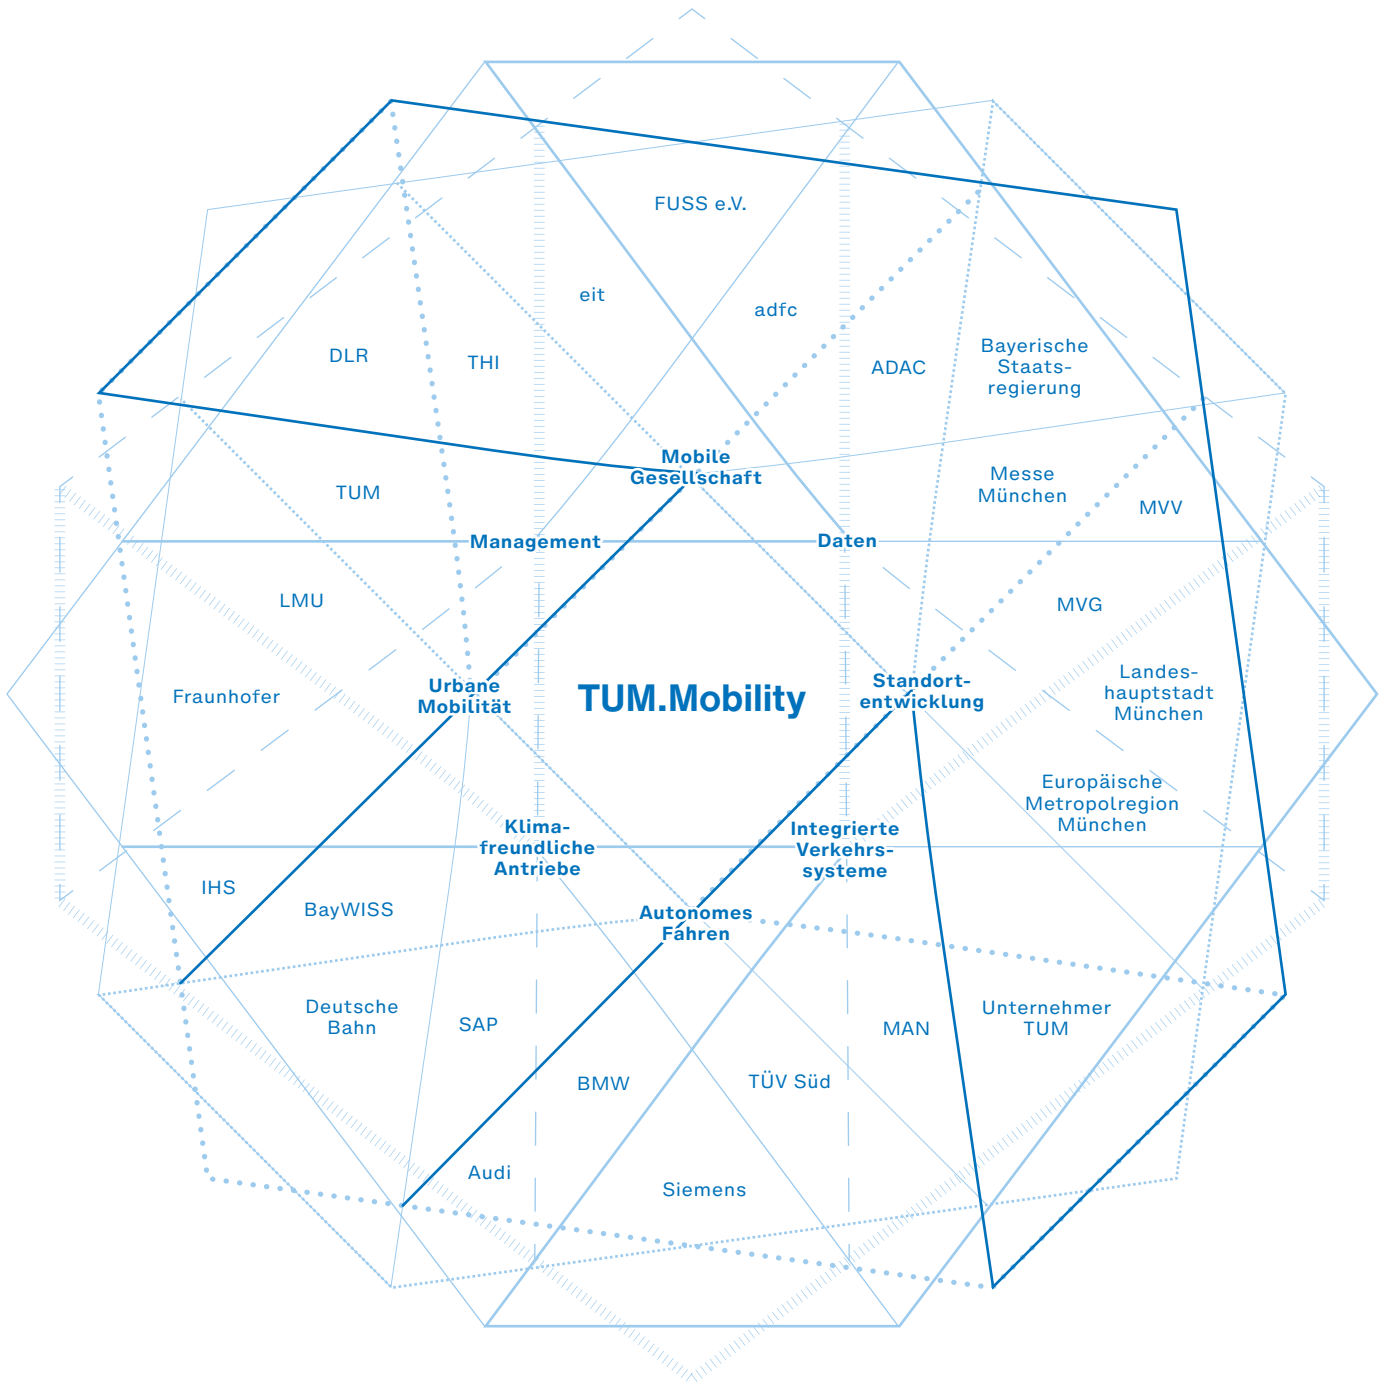 FUSS e.V.
eit
adfc
DLR
THI
ADAC
Bayerische
Staats-
regierung
Mobile
Gesellschaft
TUM
Messe
München
MVV
Management
Daten
LMU
MVG
Fraunhofer
Urbane
Mobilität
TUM.Mobility
Standort-
entwicklung
Landes-
hauptstadt
München
Europäische
Metropolregion
München
Klima-
freundliche
Antriebe
Integrierte
Verkehrs-
systeme
IHS
BayWISS
Autonomes
Fahren
Deutsche
Bahn
SAP
MAN
Unternehmer
TUM
BMW
TÜV Süd
Audi
Siemens